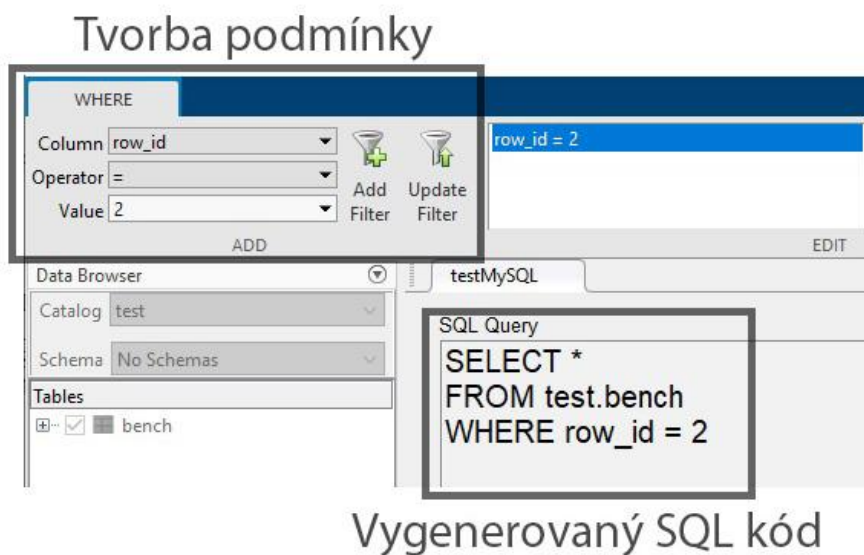 Tvorba podmínky
WHERE
Column row_id
Operator =
Value 2
Add Filter
Update Filter
ADD
row_id = 2
EDIT
Data Browser
Catalog test
Schema No Schemas
Tables
bench
testMySQL
SQL Query
SELECT *
FROM test.bench
WHERE row_id = 2
Vygenerovaný SQL kód